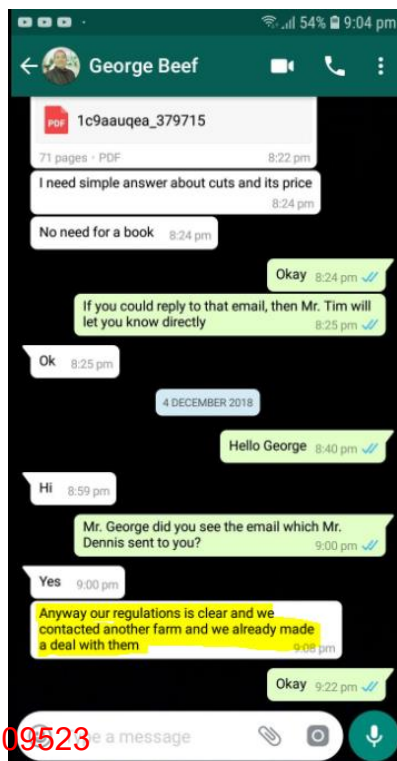 54% 9:04 pm
George Beef
PDF 1c9aauqea_379715
71 pages · PDF 8:22 pm
I need simple answer about cuts and its price
8:24 pm
No need for a book 8:24 pm
Okay 8:24 pm
If you could reply to that email, then Mr. Tim will
let you know directly 8:25 pm
Ok 8:25 pm
4 DECEMBER 2018
Hello George 8:40 pm
Hi 8:59 pm
Mr. George did you see the email which Mr.
Dennis sent to you? 9:00 pm
Yes 9:00 pm
Anyway our regulations is clear and we
contacted another farm and we already made
a deal with them 9:08 pm
Okay 9:22 pm
09523 a message